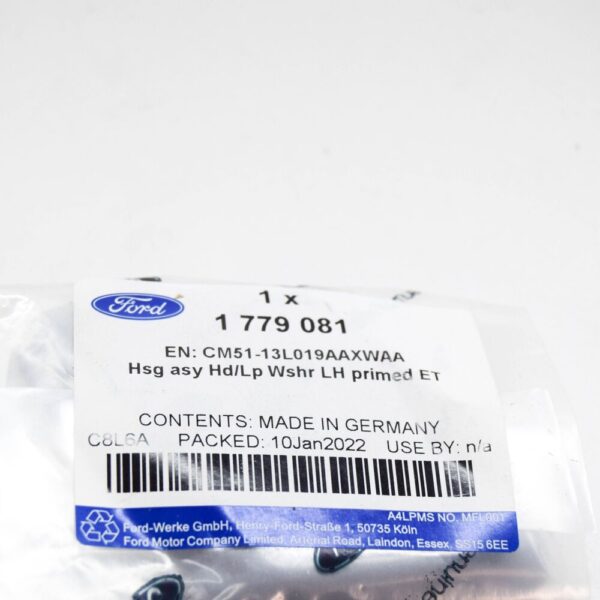 Ford
1 x
1 779 081
EN: CM51-13L019AAXWAA
Hsg asy Hd/Lp Wshr LH primed ET
CONTENTS: MADE IN GERMANY
C8L6A PACKED: 10Jan2022 USE BY: n/a
A4LPMS NO. MFL001
Ford-Werke GmbH, Henry-Ford-Straße 1, 50735 Köln
Ford Motor Company Limited, Arterial Road, Laindon, Essex, SS15 6EE